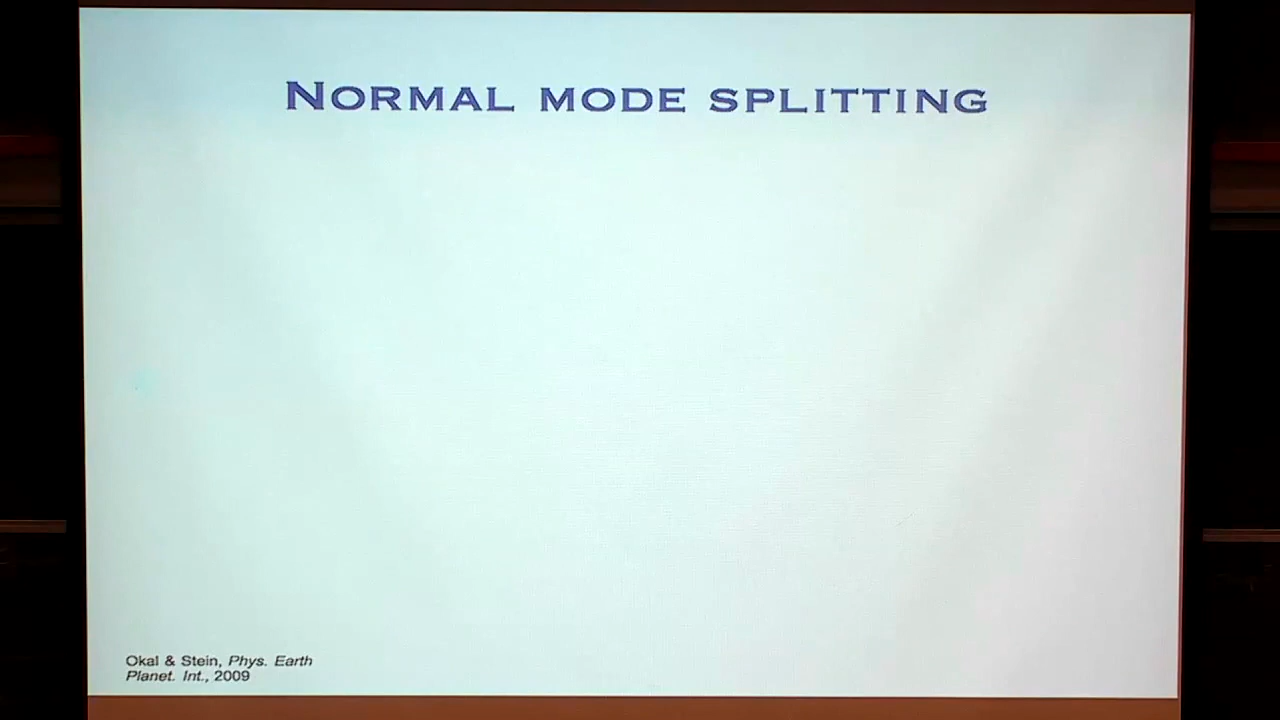 NORMAL MODE SPLITTING
Okal & Stein, Phys. Earth
Planet. Int., 2009